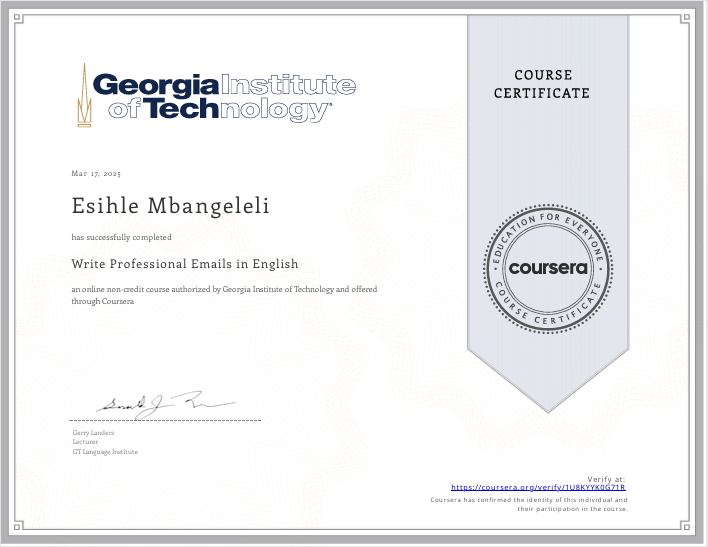 Georgia Institute
of Technology
COURSE
CERTIFICATE
Mar 17, 2025
Esihle Mbangeleli
has successfully completed
Write Professional Emails in English
an online non-credit course authorized by Georgia Institute of Technology and offered
through Coursera
EDUCATION FOR EVERYONE
coursera
COURSE CERTIFICATE
Gerry Landers
Lecturer
GT Language Institute
Verify at:
https://coursera.org/verify/1U8KYYK0G71R
Coursera has confirmed the identity of this individual and
their participation in the course.